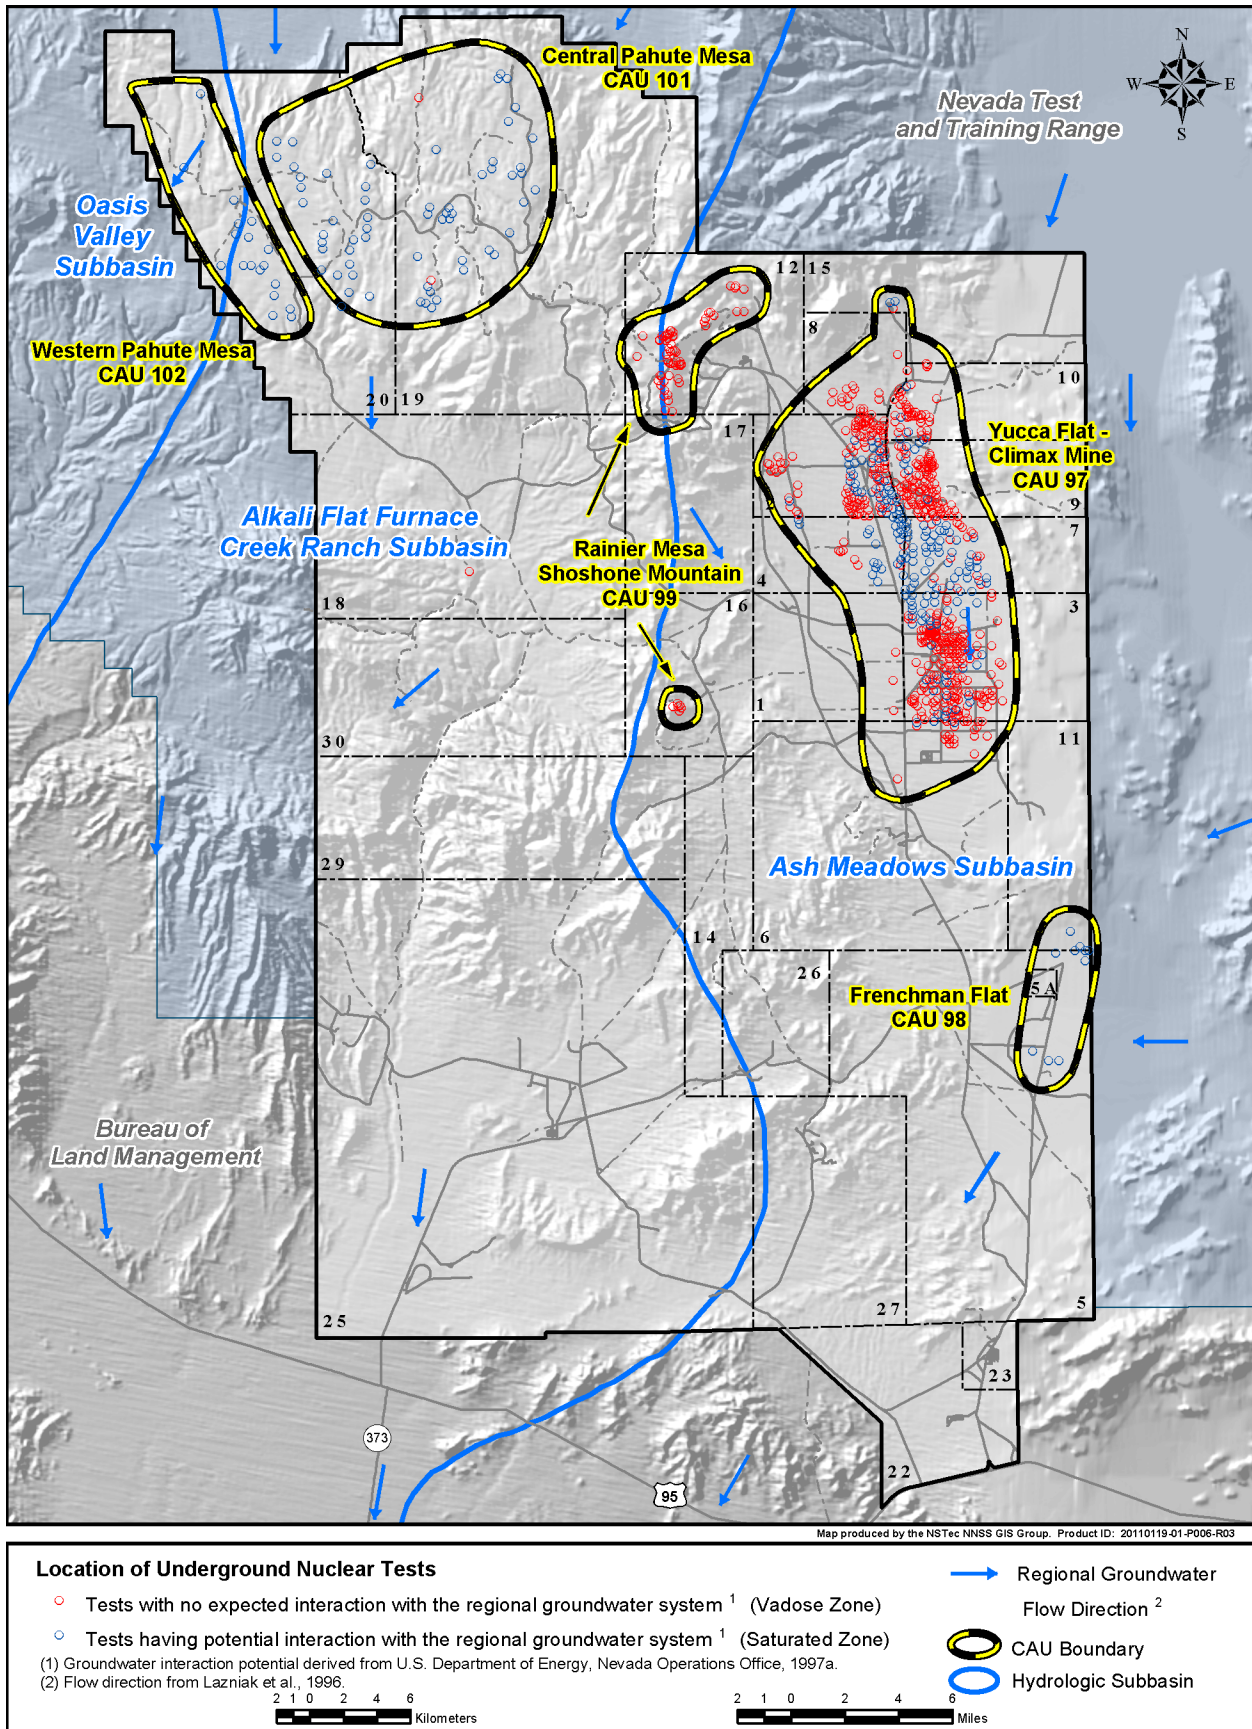 Central Pahute Mesa
CAU 101
N
W
E
S
Nevada Test
and Training Range
Oasis
Valley
Subbasin
12
15
8
Western Pahute Mesa
CAU 102
10
20
19
17
Yucca Flat -
Climax Mine
CAU 97
2
9
7
Alkali Flat Furnace
Creek Ranch Subbasin
Rainier Mesa
Shoshone Mountain
CAU 99
4
18
16
3
1
30
11
29
Ash Meadows Subbasin
14
6
26
5A
Frenchman Flat
CAU 98
Bureau of
Land Management
25
27
5
23
373
22
95
Map produced by the NSTec NNSS GIS Group. Product ID: 20110119-01-P006-R03
Location of Underground Nuclear Tests
Tests with no expected interaction with the regional groundwater system 1 (Vadose Zone)
Tests having potential interaction with the regional groundwater system 1 (Saturated Zone)
(1) Groundwater interaction potential derived from U.S. Department of Energy, Nevada Operations Office, 1997a.
(2) Flow direction from Lazniak et al., 1996.
Regional Groundwater
Flow Direction 2
CAU Boundary
Hydrologic Subbasin
2 1 0 2 4 6
Kilometers
2 1 0 2 4 6
Miles